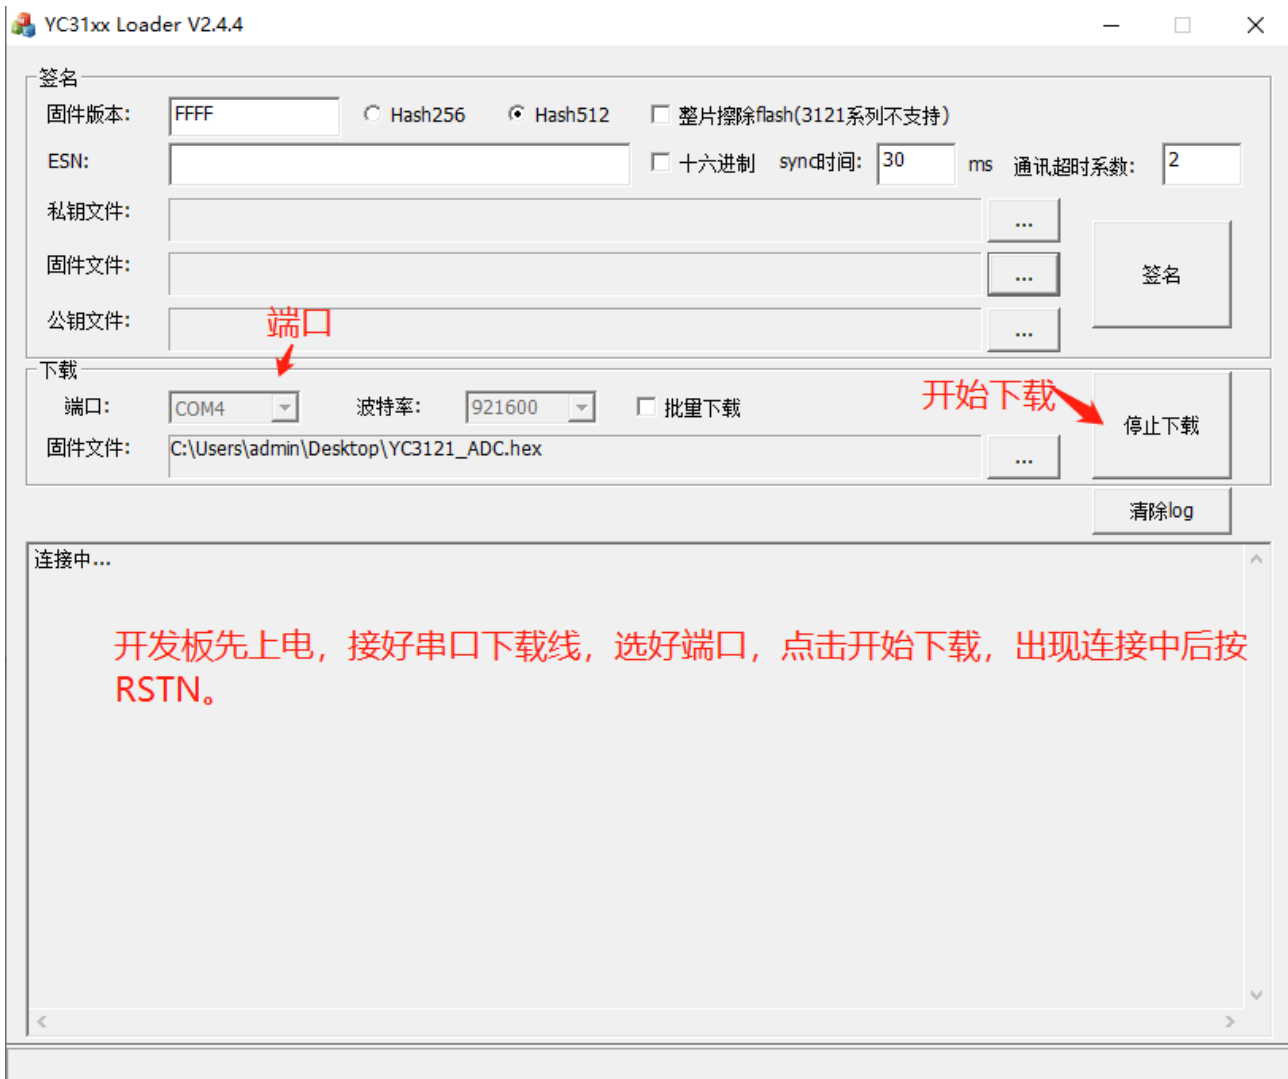 YC31xx Loader V2.4.4
签名
固件版本: FFFF Hash256 Hash512 整片擦除flash(3121系列不支持)
ESN: 十六进制 sync时间: 30 ms 通讯超时系数: 2
私钥文件: ...
固件文件: ... 签名
公钥文件: ...
端口
下载
端口: COM4 波特率: 921600 批里下载
开始下载
停止下载
固件文件: C:\Users\admin\Desktop\YC3121_ADC.hex ...
清除log
连接中...
开发板先上电，接好串口下载线，选好端口，点击开始下载，出现连接中后按
RSTN。